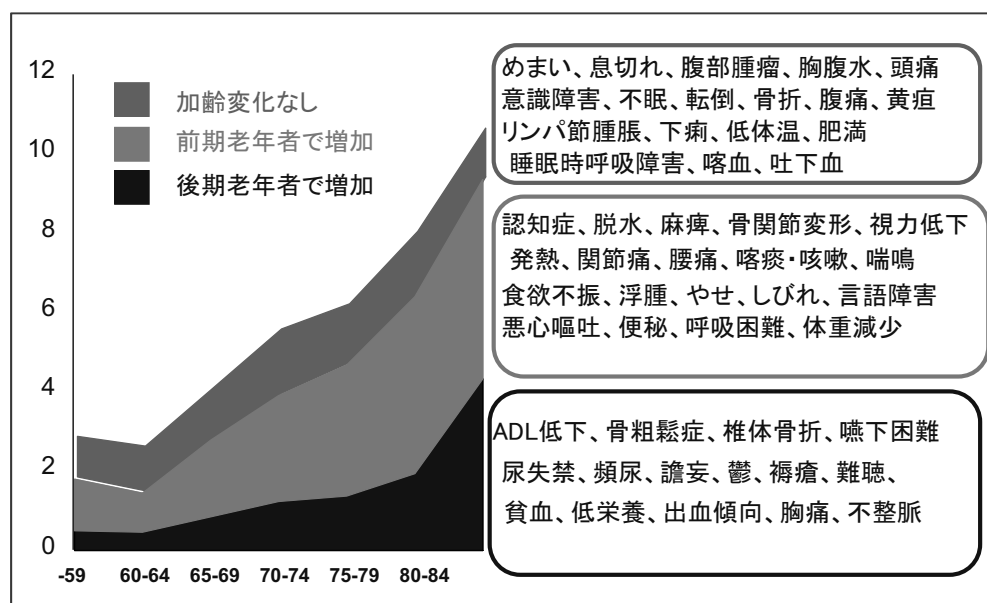 12
10
8
6
4
2
0
-59
60-64
65-69
70-74
75-79
80-84
加齢変化なし
前期老年者で増加
後期老年者で増加
めまい、息切れ、腹部腫瘤、胸腹水、頭痛
意識障害、不眠、転倒、骨折、腹痛、黄疸
リンパ節腫脹、下痢、低体温、肥満
睡眠時呼吸障害、喀血、吐下血
認知症、脱水、麻痺、骨関節変形、視力低下
発熱、関節痛、腰痛、喀痰・咳嗽、喘鳴
食欲不振、浮腫、やせ、しびれ、言語障害
悪心嘔吐、便秘、呼吸困難、体重減少
ADL低下、骨粗鬆症、椎体骨折、嚥下困難
尿失禁、頻尿、譫妄、鬱、褥瘡、難聴、
貧血、低栄養、出血傾向、胸痛、不整脈